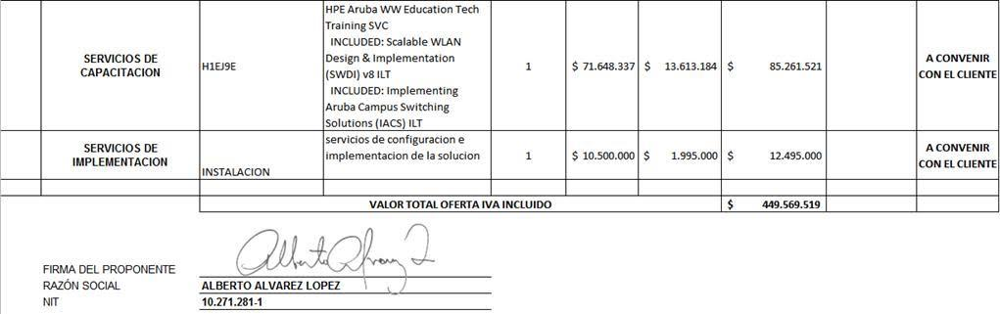 HPE Aruba WW Education Tech
Training SVC
INCLUDED: Scalable WLAN
Design & Implementation
(SWDI) v8 ILT
INCLUDED: Implementing
Aruba Campus Switching
Solutions (IACS) ILT
SERVICIOS DE
CAPACITACION
H1EJ9E
1
$ 71.648.337
$ 13.613.184
$ 85.261.521
A CONVENIR
CON EL CLIENTE
SERVICIOS DE
IMPLEMENTACION
INSTALACION
servicios de configuracion e
implementacion de la solucion
1
$ 10.500.000
$ 1.995.000
$ 12.495.000
A CONVENIR
CON EL CLIENTE
VALOR TOTAL OFERTA IVA INCLUIDO
$ 449.569.519
Alberto Alvarez L
FIRMA DEL PROPONENTE
RAZÓN SOCIAL
ALBERTO ALVAREZ LOPEZ
NIT
10.271.281-1